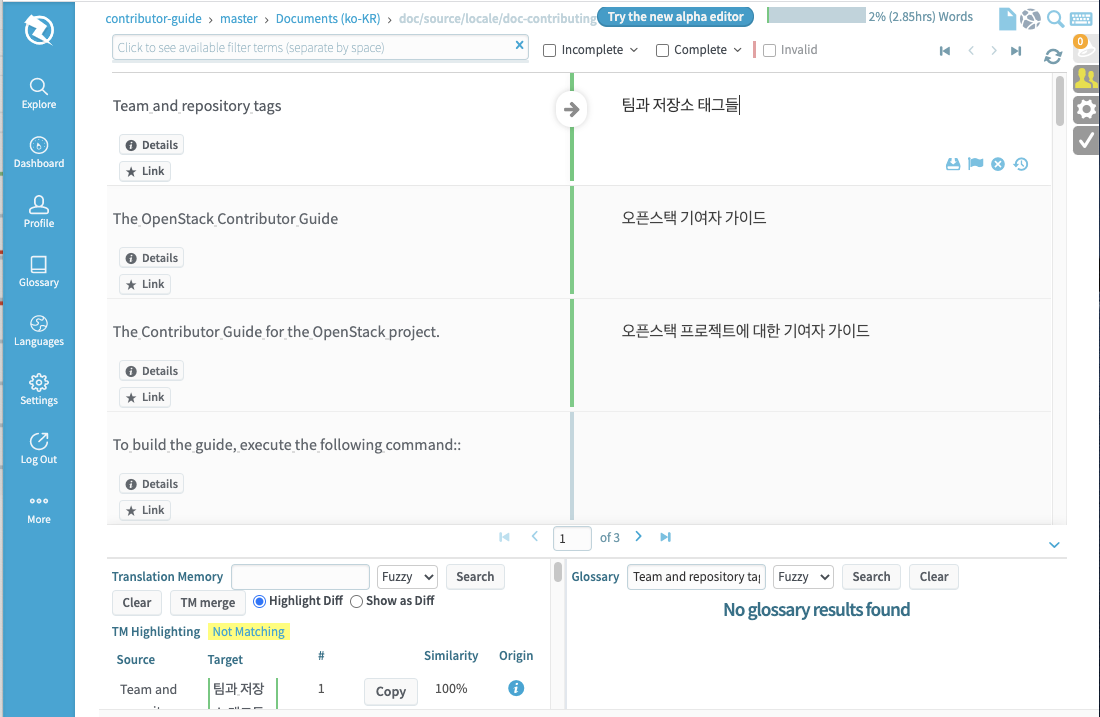 contributor-guide › master › Documents (ko-KR) › doc/source/locale/doc-contributing
Try the new alpha editor
2% (2.85hrs) Words
Click to see available filter terms (separate by space)
Incomplete
Complete
Invalid
0
Explore
Dashboard
Profile
Glossary
Languages
Settings
Log Out
More
Team and repository tags
팀과 저장소 태그들
Details
Link
The OpenStack Contributor Guide
오픈스택 기여자 가이드
Details
Link
The Contributor Guide for the OpenStack project.
오픈스택 프로젝트에 대한 기여자 가이드
Details
Link
To build the guide, execute the following command::
Details
Link
1 of 3
Translation Memory
Fuzzy
Search
Clear
TM merge
Highlight Diff
Show as Diff
TM Highlighting Not Matching
Source Target # Similarity Origin
Team and 팀과 저장 1 Copy 100%
Glossary
Team and repository tag
Fuzzy
Search
Clear
No glossary results found